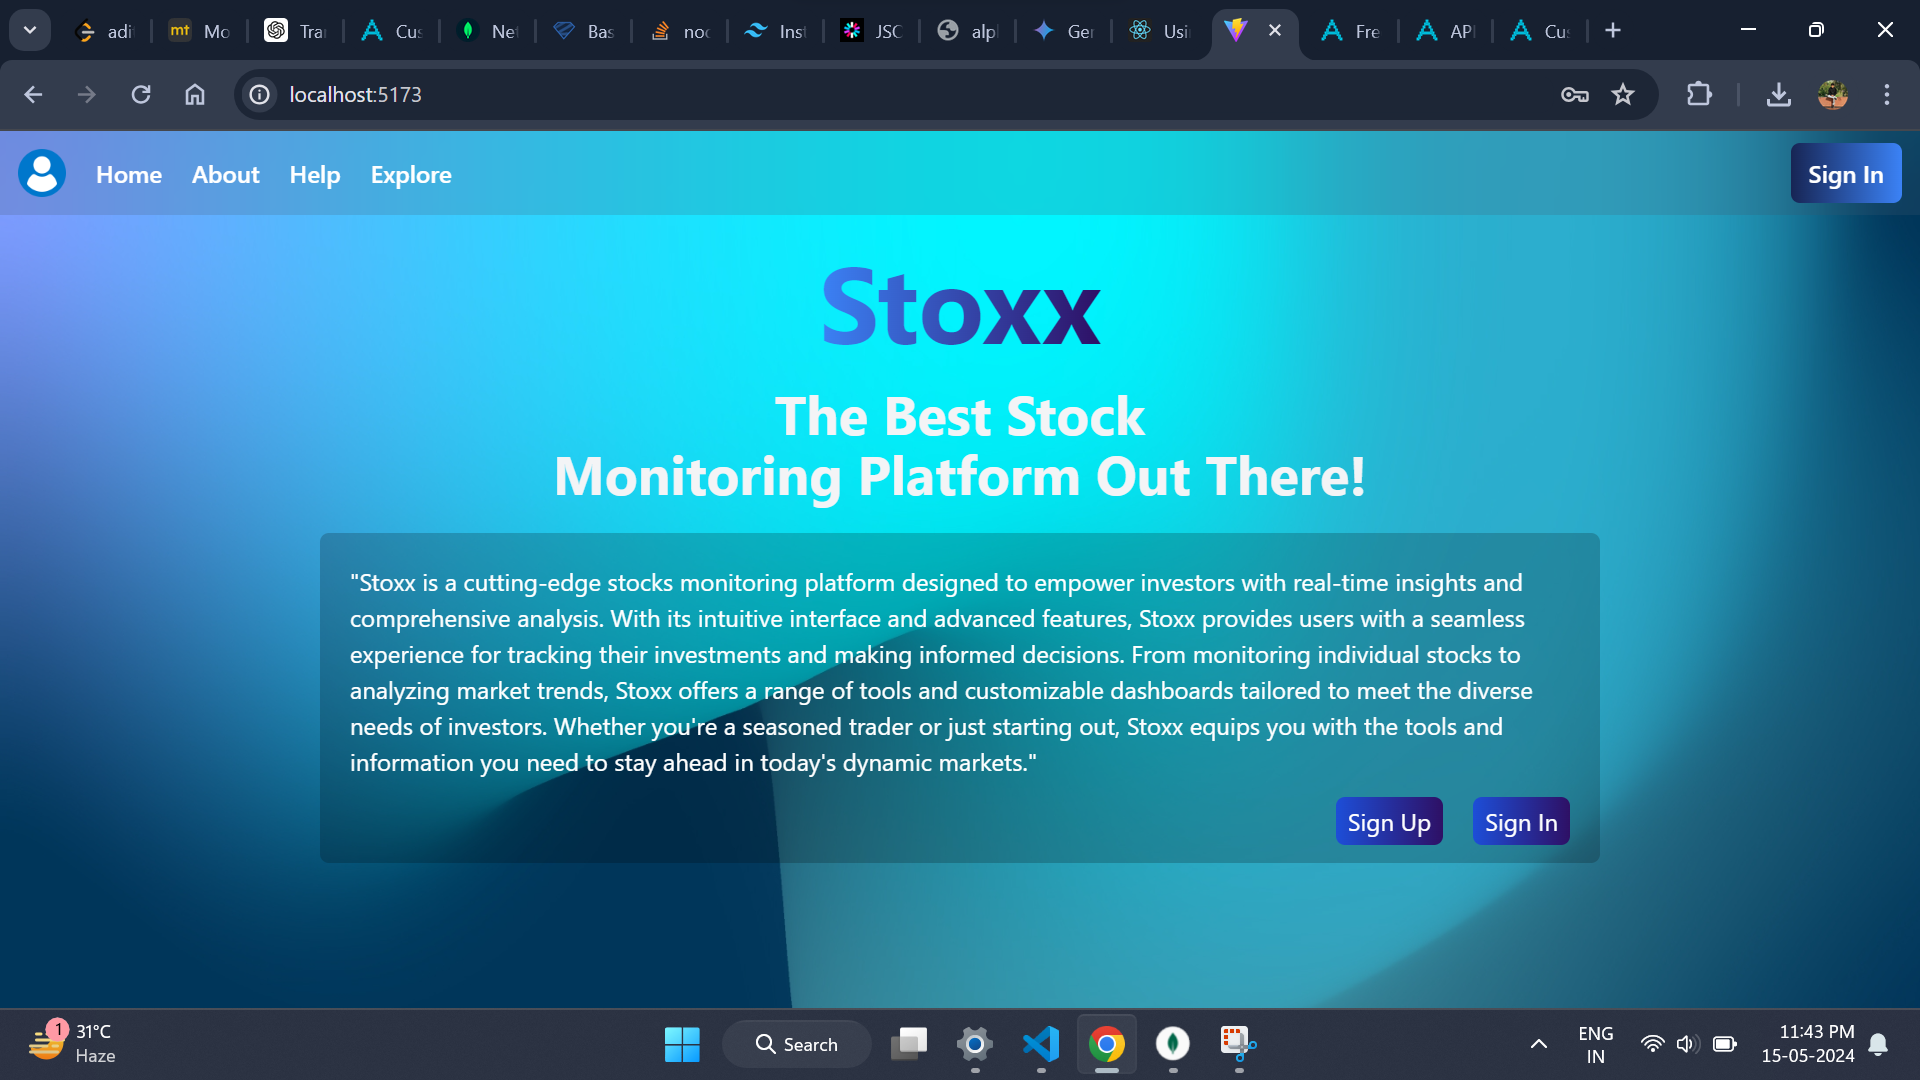 adi
mt Mo
Tra
Cus
Net
Bas
noc
Inst
JSC
alpl
Ger
Usi
Fre
API
Cus
localhost:5173
Home About Help Explore
Sign In
Stoxx
The Best Stock
Monitoring Platform Out There!
"Stoxx is a cutting-edge stocks monitoring platform designed to empower investors with real-time insights and
comprehensive analysis. With its intuitive interface and advanced features, Stoxx provides users with a seamless
experience for tracking their investments and making informed decisions. From monitoring individual stocks to
analyzing market trends, Stoxx offers a range of tools and customizable dashboards tailored to meet the diverse
needs of investors. Whether you're a seasoned trader or just starting out, Stoxx equips you with the tools and
information you need to stay ahead in today's dynamic markets."
Sign Up Sign In
1
31°C
Haze
Search
ENG
IN
11:43 PM
15-05-2024